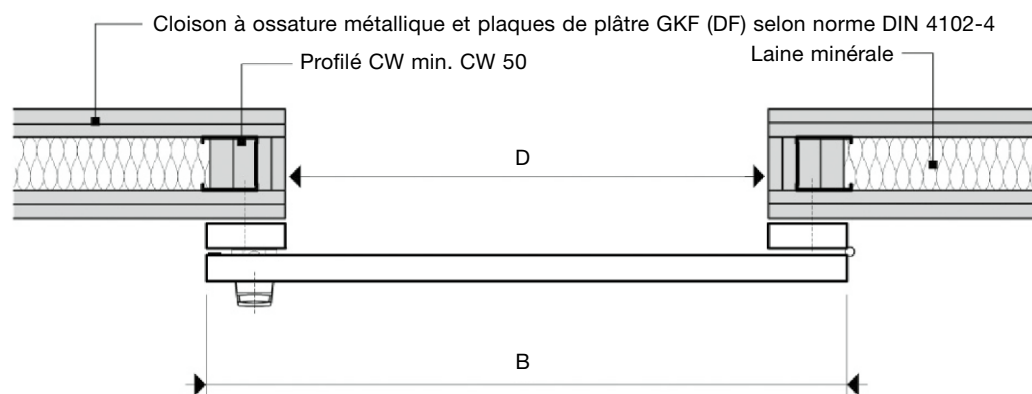 Cloison à ossature métallique et plaques de plâtre GKF (DF) selon norme DIN 4102-4
Profilé CW min. CW 50
Laine minérale
D
B